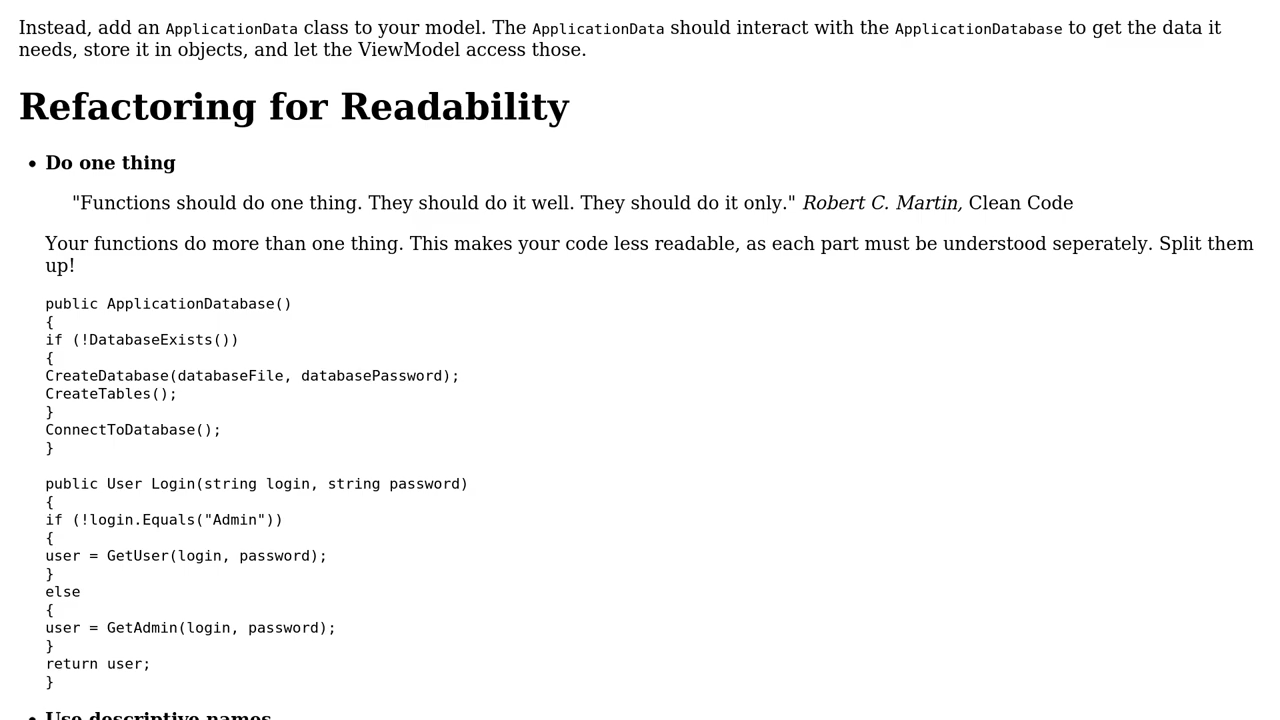 Instead, add an ApplicationData class to your model. The ApplicationData should interact with the ApplicationDatabase to get the data it
needs, store it in objects, and let the ViewModel access those.
Refactoring for Readability
• Do one thing
"Functions should do one thing. They should do it well. They should do it only." Robert C. Martin, Clean Code
Your functions do more than one thing. This makes your code less readable, as each part must be understood seperately. Split them
up!
public ApplicationDatabase()
{
if (!DatabaseExists())
{
CreateDatabase(databaseFile, databasePassword);
CreateTables();
}
ConnectToDatabase();
}
public User Login(string login, string password)
{
if (!login.Equals("Admin"))
{
user = GetUser(login, password);
}
else
{
user = GetAdmin(login, password);
}
return user;
}
• Use descriptive names